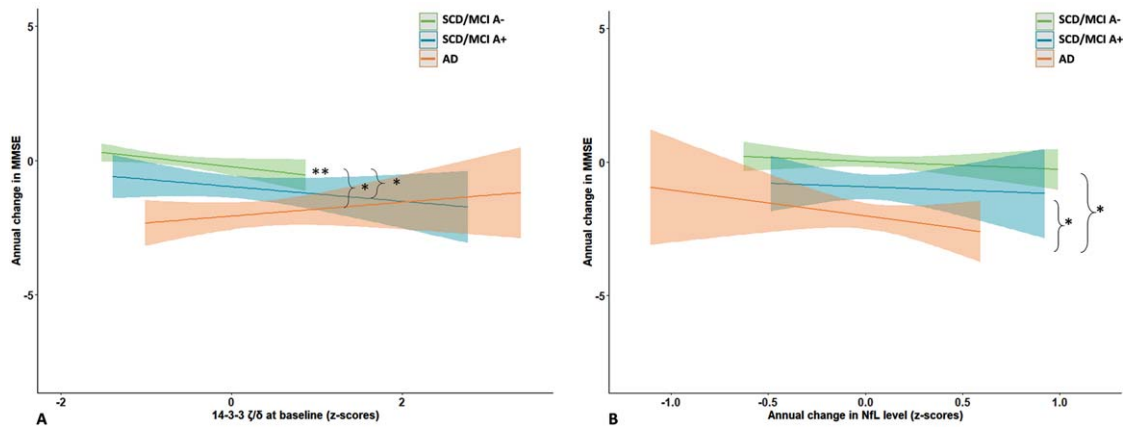 SCD/MCI A-
SCD/MCI A+
AD
5
0
-5
Annual change in MMSE
**
*
*
-2
0
2
14-3-3 ζ/δ at baseline (z-scores)
A
SCD/MCI A-
SCD/MCI A+
AD
5
0
-5
Annual change in MMSE
*
*
-1.0
-0.5
0.0
0.5
1.0
Annual change in NfL level (z-scores)
B